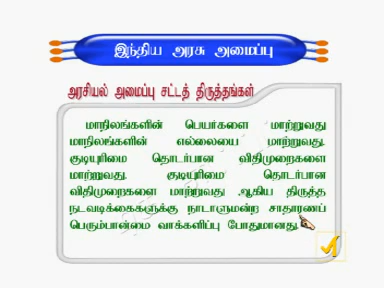 இந்திய அரசு அமைப்பு
அரசியல் அமைப்பு சட்டத் திருத்தங்கள்
மாநிலங்களின் பெயர்களை மாற்றுவது
மாநிலங்களின் எல்லையை மாற்றுவது.
குடியுரிமை தொடர்பான விதிமுறைகளை
மாற்றுவது. குடியுரிமை தொடர்பான
விதிமுறைகளை மாற்றுவது ஆகிய திருத்த
நடவடிக்கைகளுக்கு நாடாளுமன்ற சாதாரணப்
பெரும்பான்மை வாக்களிப்பு போதுமானது.